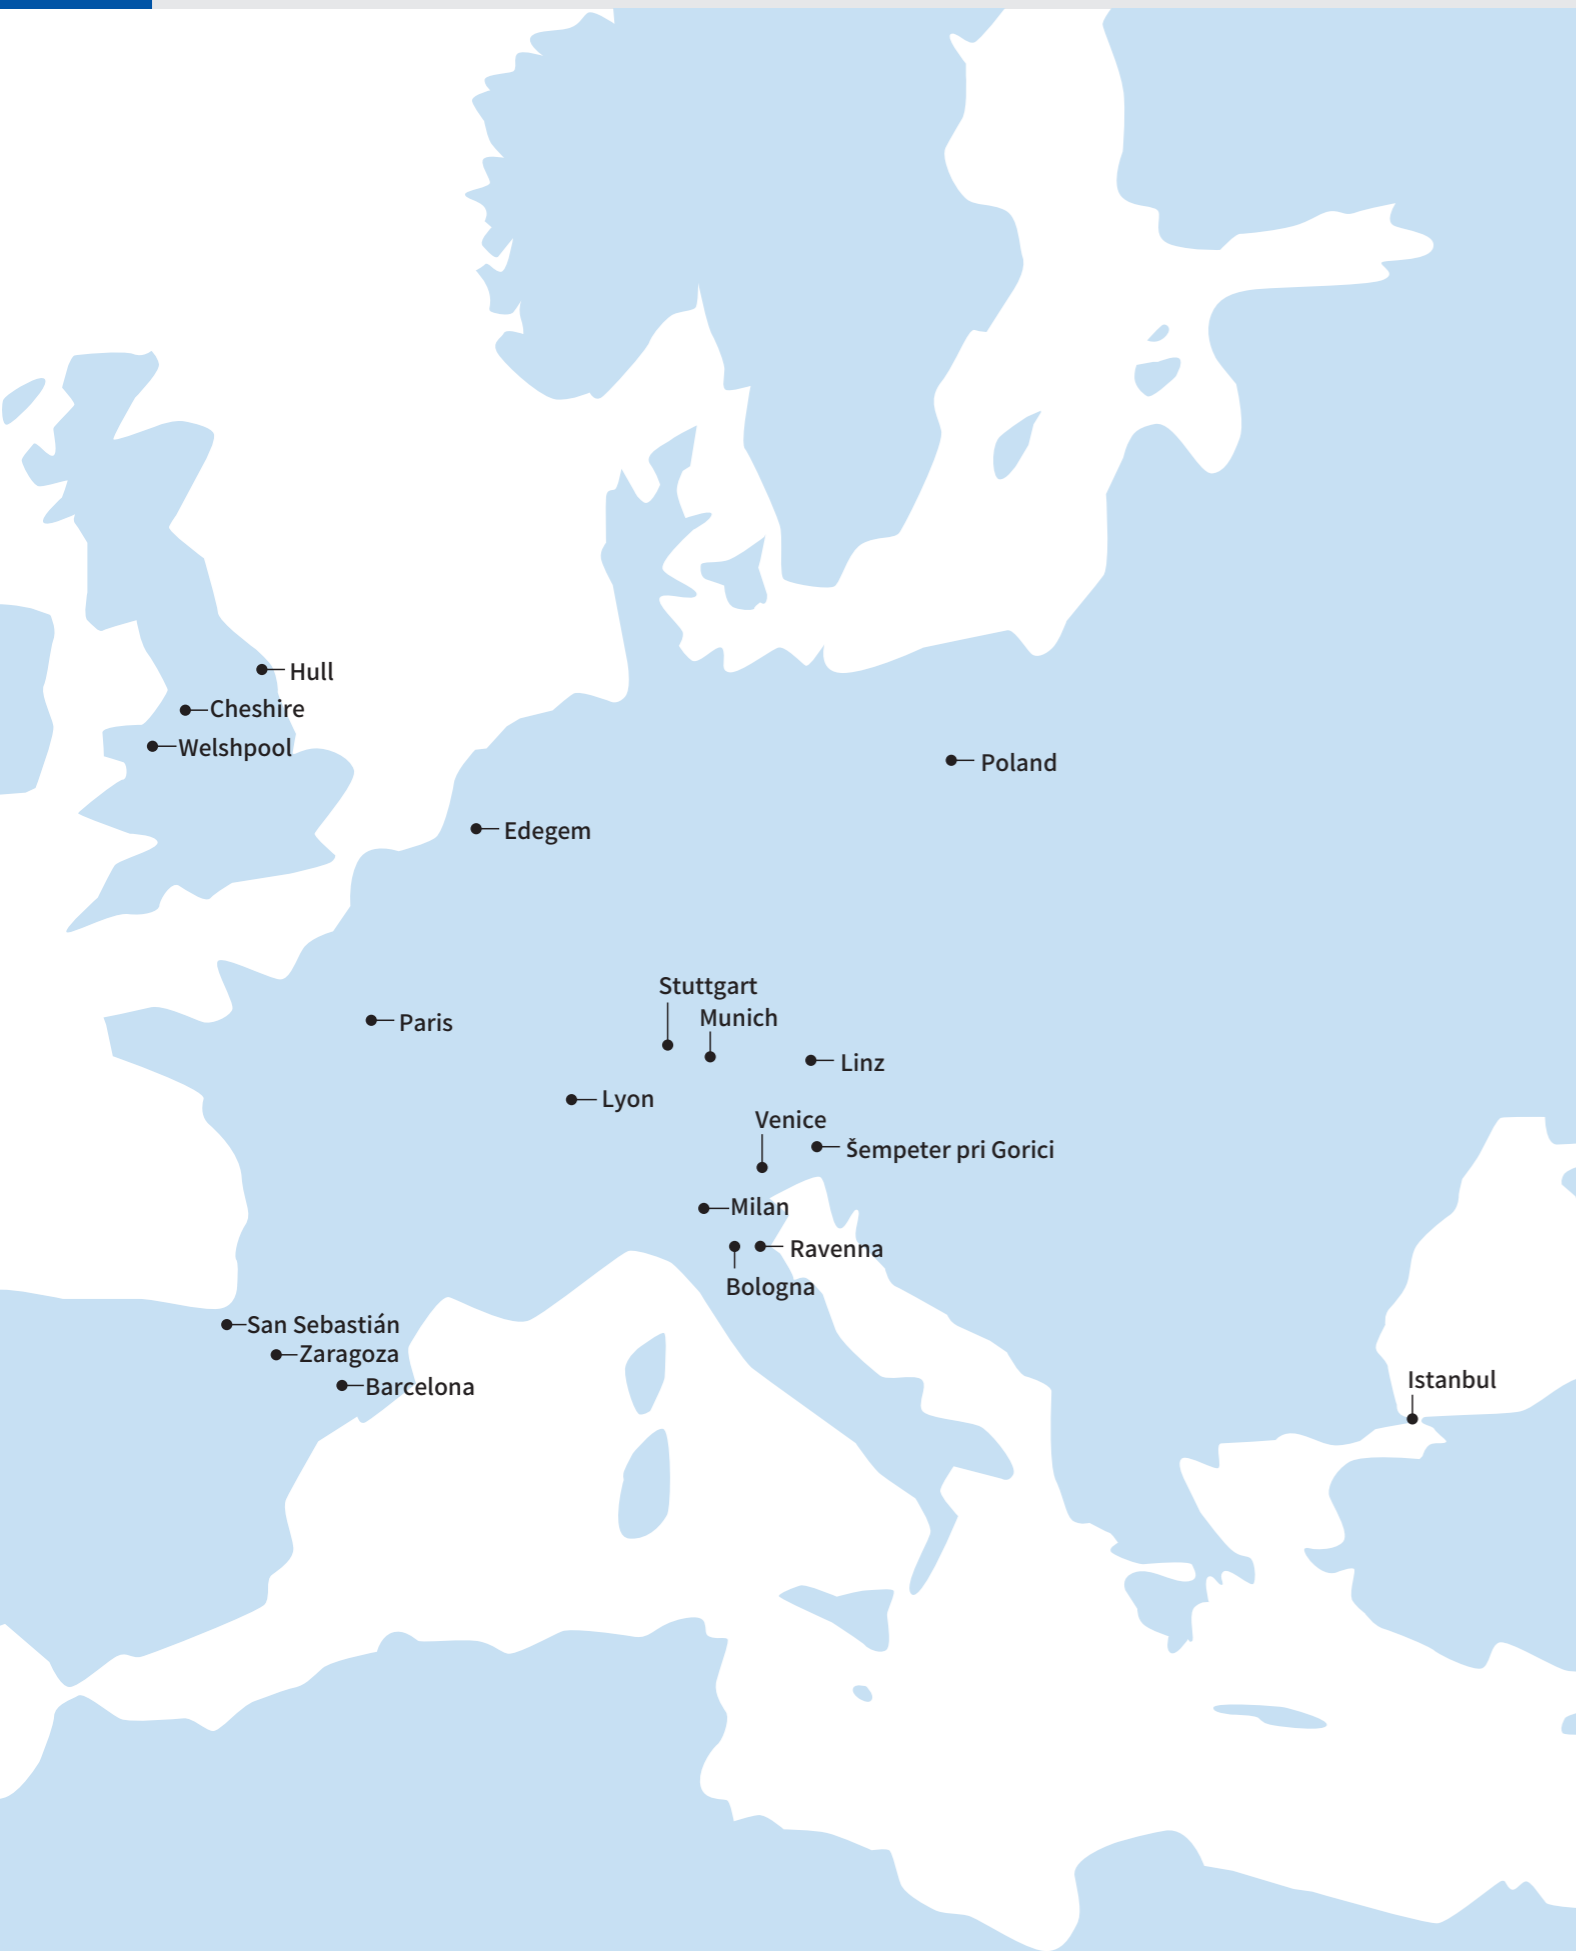 Hull
Cheshire
Welshpool
Poland
Edegem
Stuttgart
Munich
Paris
Linz
Lyon
Venice
Šempeter pri Gorici
Milan
Ravenna
Bologna
San Sebastián
Zaragoza
Barcelona
Istanbul